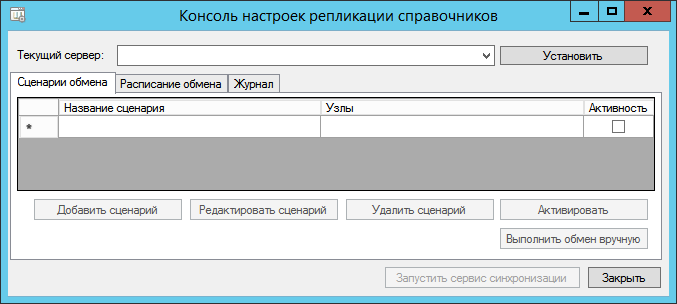 Консоль настроек репликации справочников
Текущий сервер: Установить
Сценарии обмена Расписание обмена Журнал
Название сценария Узлы Активность
*
Добавить сценарий Редактировать сценарий Удалить сценарий Активировать
Выполнить обмен вручную
Запустить сервис синхронизации Закрыть